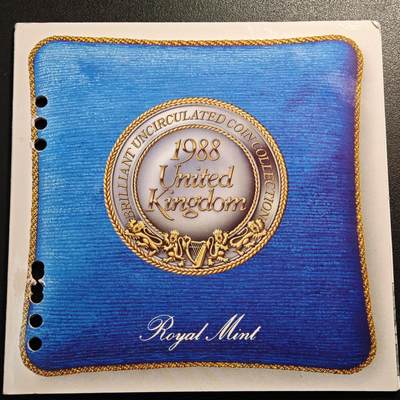 BRILLIANT UNCIRCULATED COIN COLLECTION
1988
United
Kingdom
Royal Mint